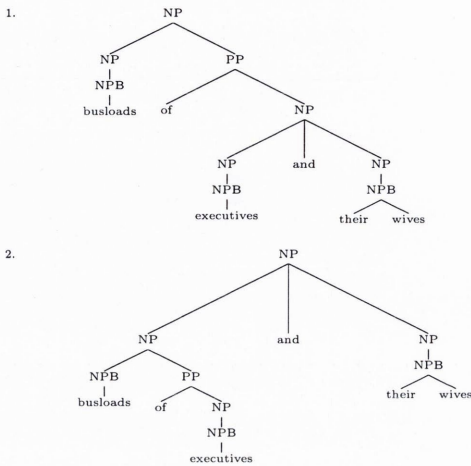 1.
NP
NP PP
NPB
busloads of NP
NP and NP
NPB NPB
executives their wives
2.
NP
NP and NP
NPB PP NPB
busloads of NP their wives
NPB
executives